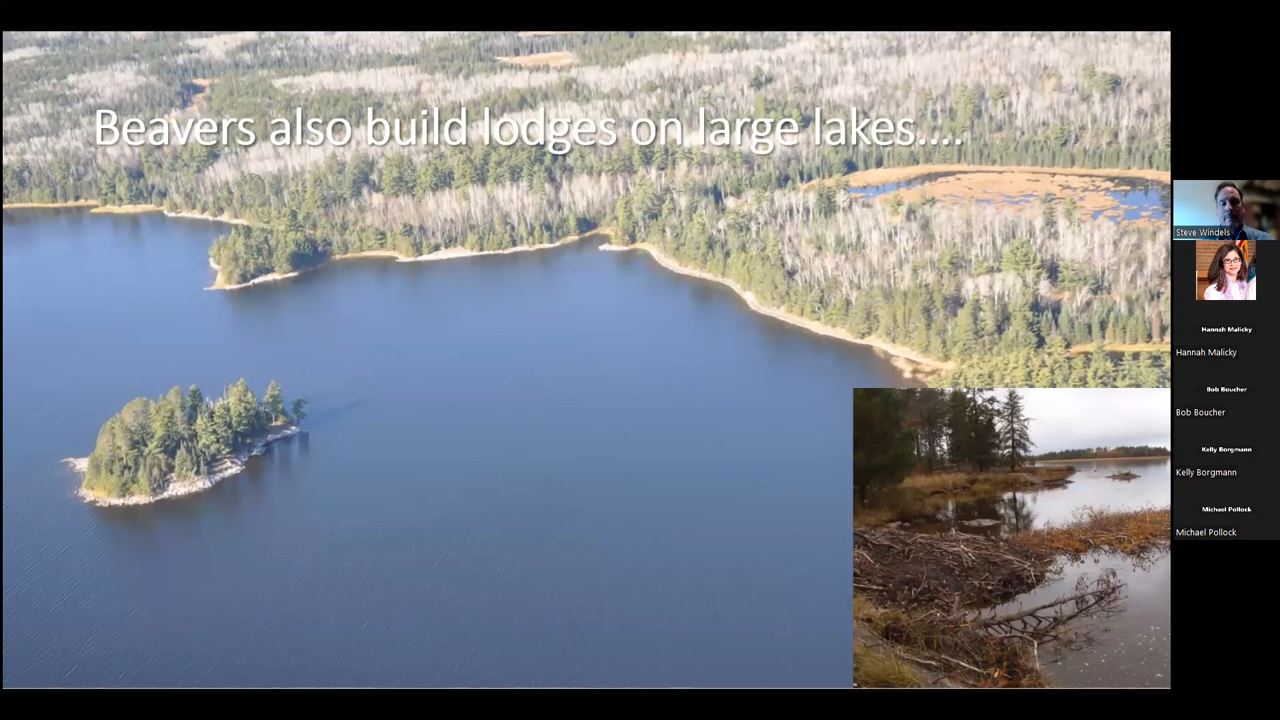 Beavers also build lodges on large lakes....
Steve Windels
Hannah Malicky
Hannah Malicky
Bob Boucher
Bob Boucher
Kelly Borgmann
Kelly Borgmann
Michael Pollock
Michael Pollock